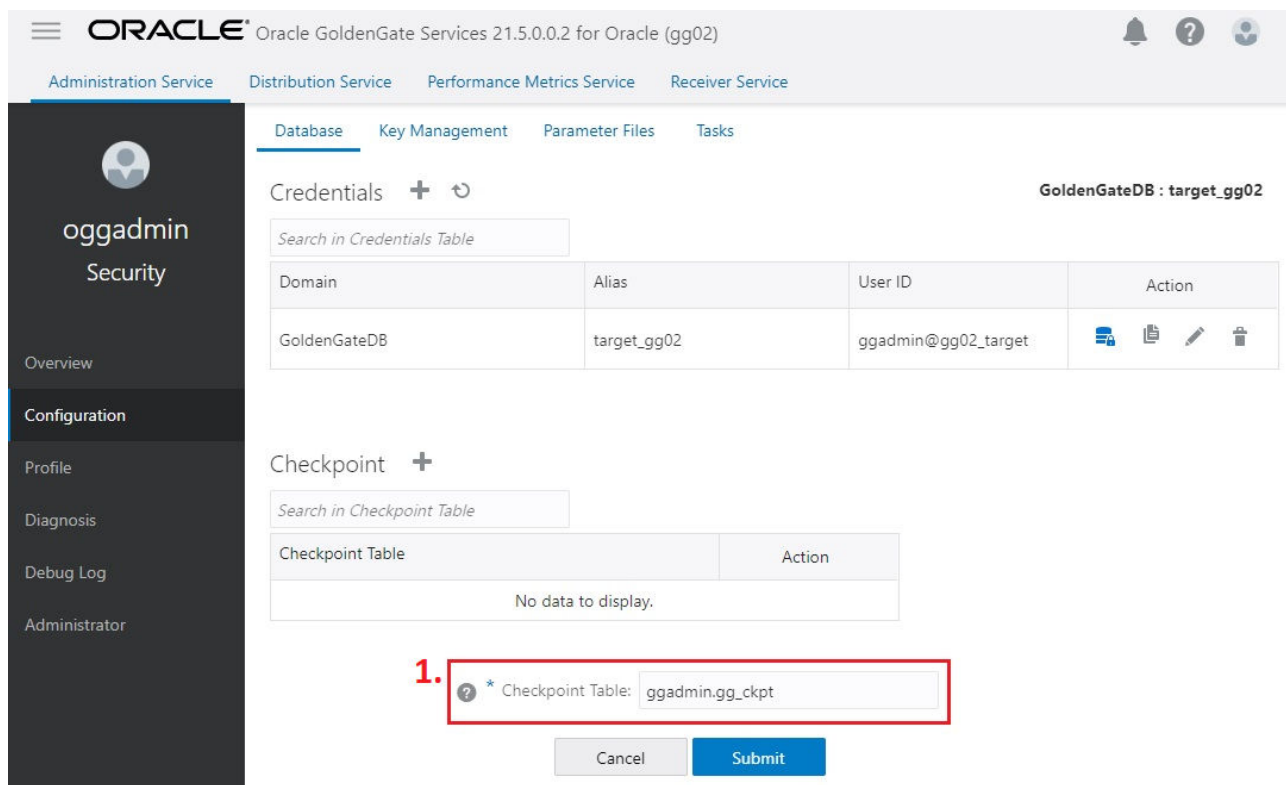 ORACLE® Oracle GoldenGate Services 21.5.0.0.2 for Oracle (gg02)
Administration Service Distribution Service Performance Metrics Service Receiver Service
oggadmin
Security
Overview
Configuration
Profile
Diagnosis
Debug Log
Administrator
Database Key Management Parameter Files Tasks
Credentials
GoldenGateDB : target_gg02
Search in Credentials Table
Domain Alias User ID Action
GoldenGateDB target_gg02 ggadmin@gg02_target
Checkpoint
Search in Checkpoint Table
Checkpoint Table Action
No data to display.
1.
* Checkpoint Table: ggadmin.gg_ckpt
Cancel Submit